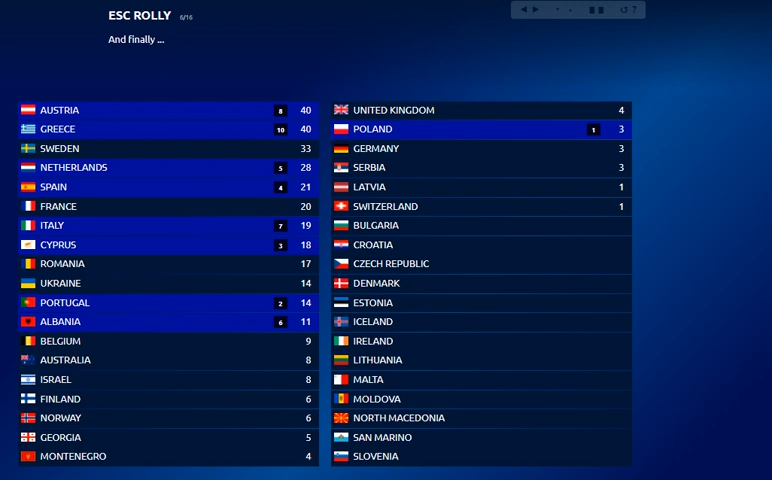 ESC ROLLY 6/16
And finally ...
AUSTRIA 8 40
GREECE 10 40
SWEDEN 33
NETHERLANDS 5 28
SPAIN 4 21
FRANCE 20
ITALY 7 19
CYPRUS 3 18
ROMANIA 17
UKRAINE 14
PORTUGAL 2 14
ALBANIA 6 11
BELGIUM 9
AUSTRALIA 8
ISRAEL 8
FINLAND 6
NORWAY 6
GEORGIA 5
MONTENEGRO 4
UNITED KINGDOM 4
POLAND 1 3
GERMANY 3
SERBIA 3
LATVIA 1
SWITZERLAND 1
BULGARIA
CROATIA
CZECH REPUBLIC
DENMARK
ESTONIA
ICELAND
IRELAND
LITHUANIA
MALTA
MOLDOVA
NORTH MACEDONIA
SAN MARINO
SLOVENIA